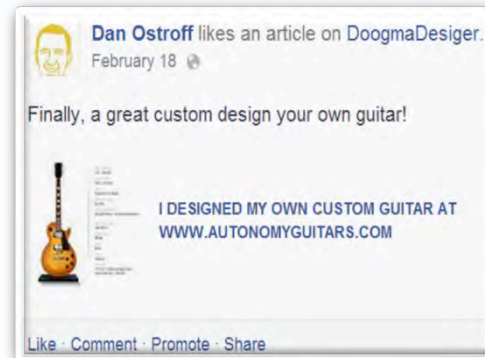 Dan Ostroff likes an article on DoogmaDesiger.
February 18
Finally, a great custom design your own guitar!
I DESIGNED MY OWN CUSTOM GUITAR AT
WWW.AUTONOMYGUITARS.COM
Like · Comment · Promote · Share